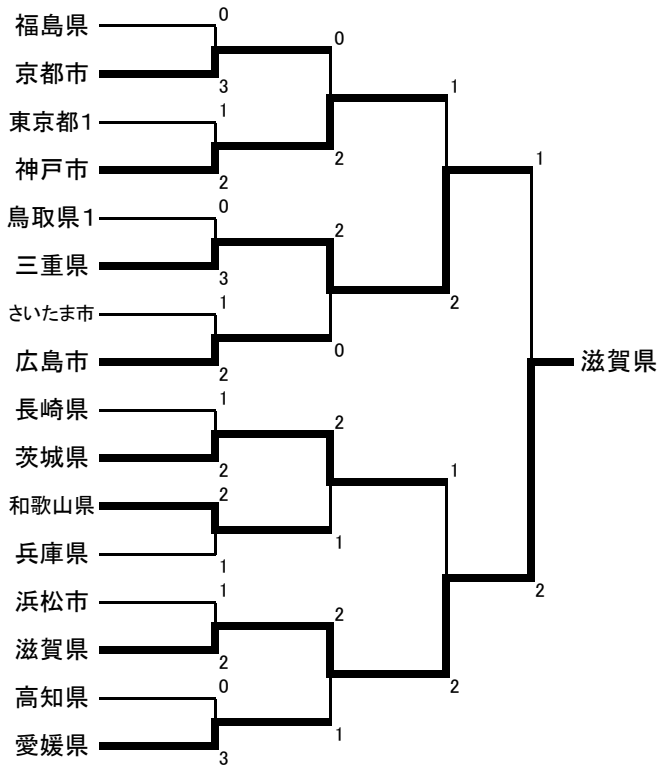 福島県
0
0
京都市
3
1
東京都1
1
1
神戸市
2
2
鳥取県1
0
2
三重県
3
2
さいたま市
1
0
広島市
2
滋賀県
長崎県
1
2
茨城県
2
1
和歌山県
2
1
兵庫県
1
2
浜松市
1
2
滋賀県
2
2
高知県
0
1
愛媛県
3